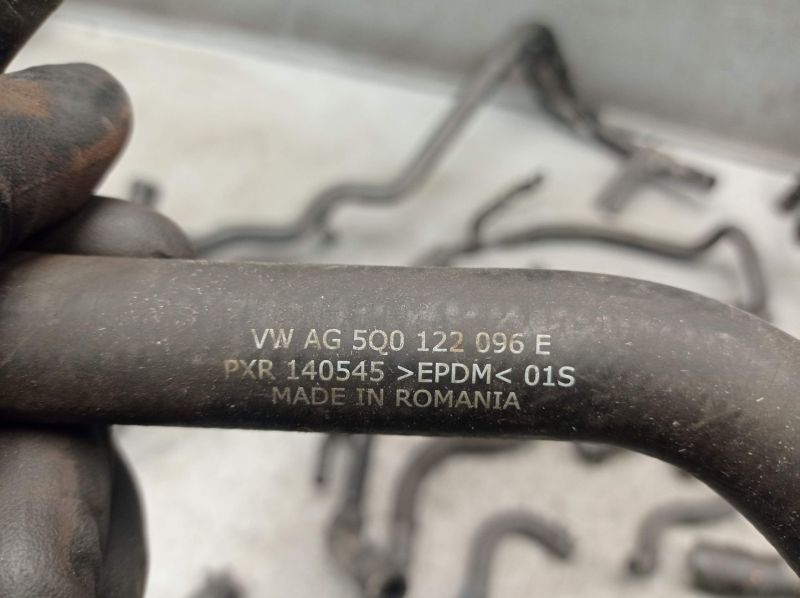 VW AG 5Q0 122 096 E
PXR 140545 >EPDM< 01S
MADE IN ROMANIA